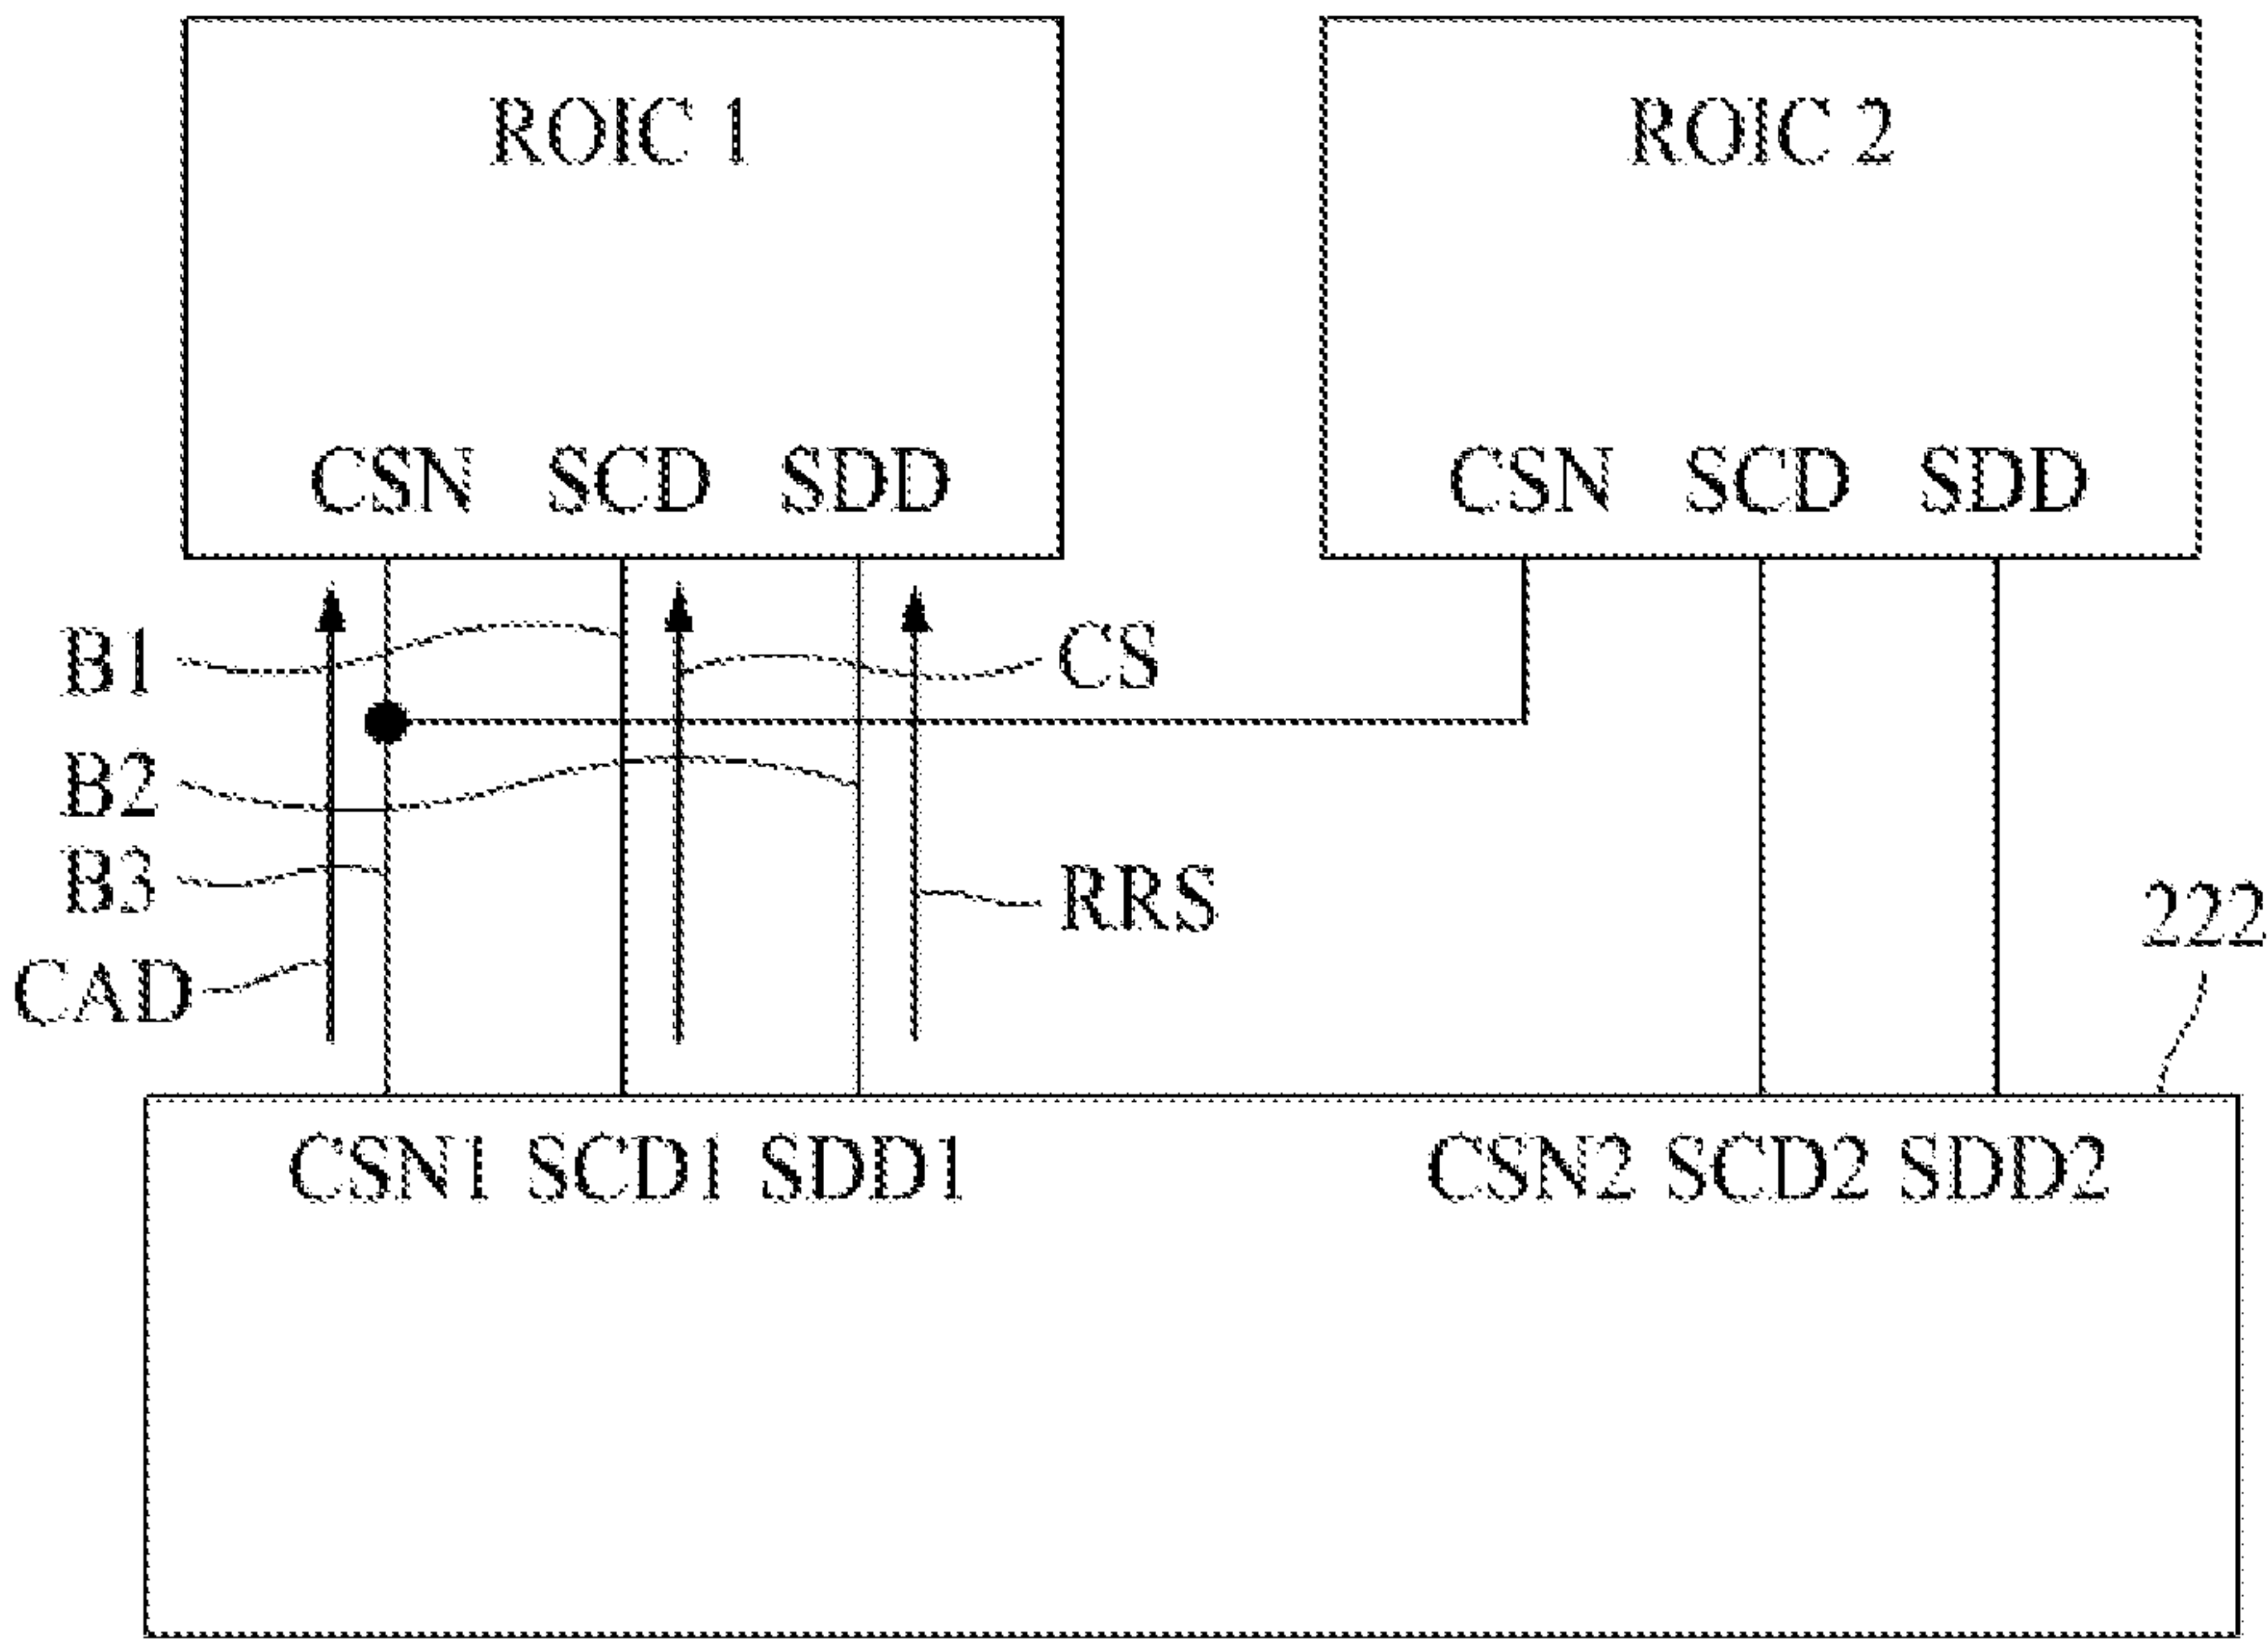 ROIC 1
ROIC 2
CSN SCD SDD
CSN SCD SDD
B1
CS
B2
B3
RRS
CAD
222
CSN1 SCD1 SDD1
CSN2 SCD2 SDD2